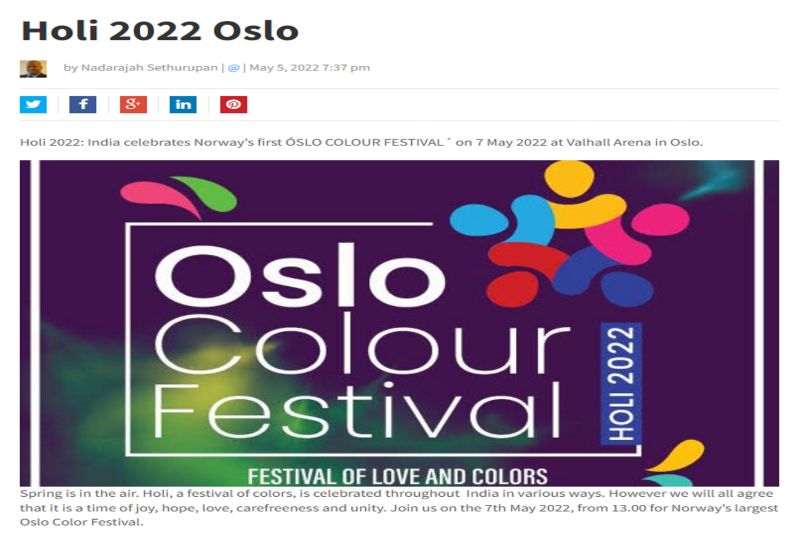 Holi 2022 Oslo
by Nadarajah Sethurupan | @ | May 5, 2022 7:37 pm
f g+ in
Holi 2022: India celebrates Norway's first ÓSLO COLOUR FESTIVAL ´ on 7 May 2022 at Valhall Arena in Oslo.
Oslo
Colour
Festival
HOLI 2022
FESTIVAL OF LOVE AND COLORS
Spring is in the air. Holi, a festival of colors, is celebrated throughout India in various ways. However we will all agree
that it is a time of joy, hope, love, carefreeness and unity. Join us on the 7th May 2022, from 13.00 for Norway's largest
Oslo Color Festival.